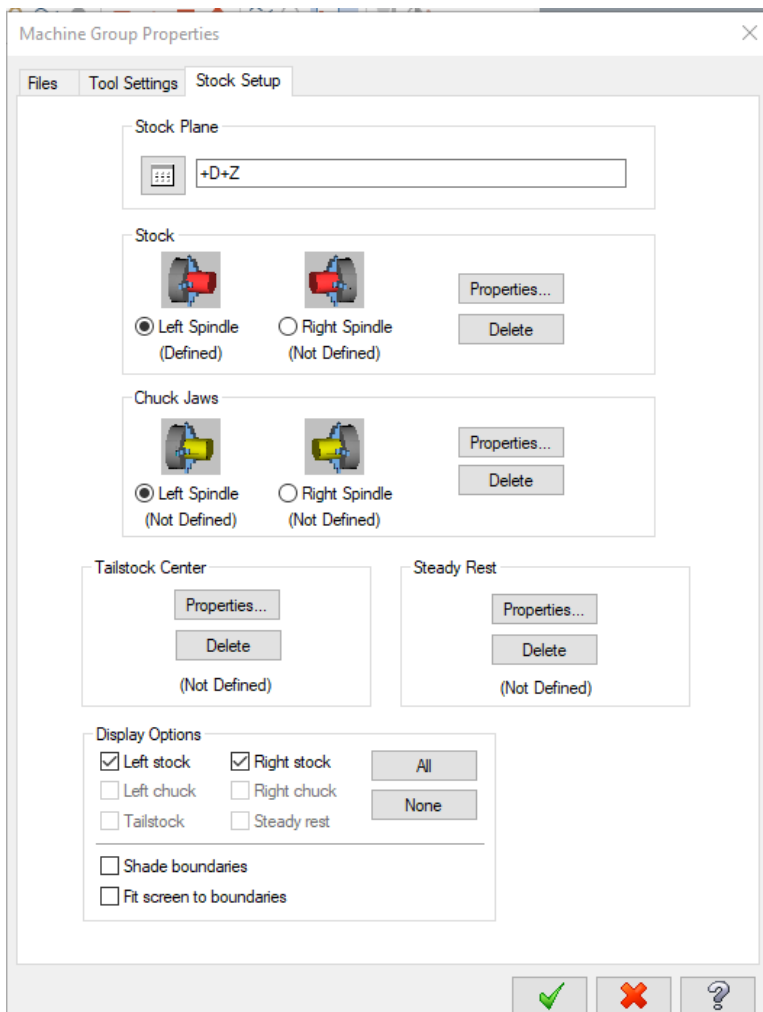 Machine Group Properties
Files Tool Settings Stock Setup
Stock Plane
+D+Z
Stock
Properties...
Left Spindle Right Spindle
Delete
(Defined) (Not Defined)
Chuck Jaws
Properties...
Delete
Left Spindle Right Spindle
(Not Defined) (Not Defined)
Tailstock Center
Properties...
Delete
(Not Defined)
Steady Rest
Properties...
Delete
(Not Defined)
Display Options
Left stock Right stock All
Left chuck Right chuck
None
Tailstock Steady rest
Shade boundaries
Fit screen to boundaries